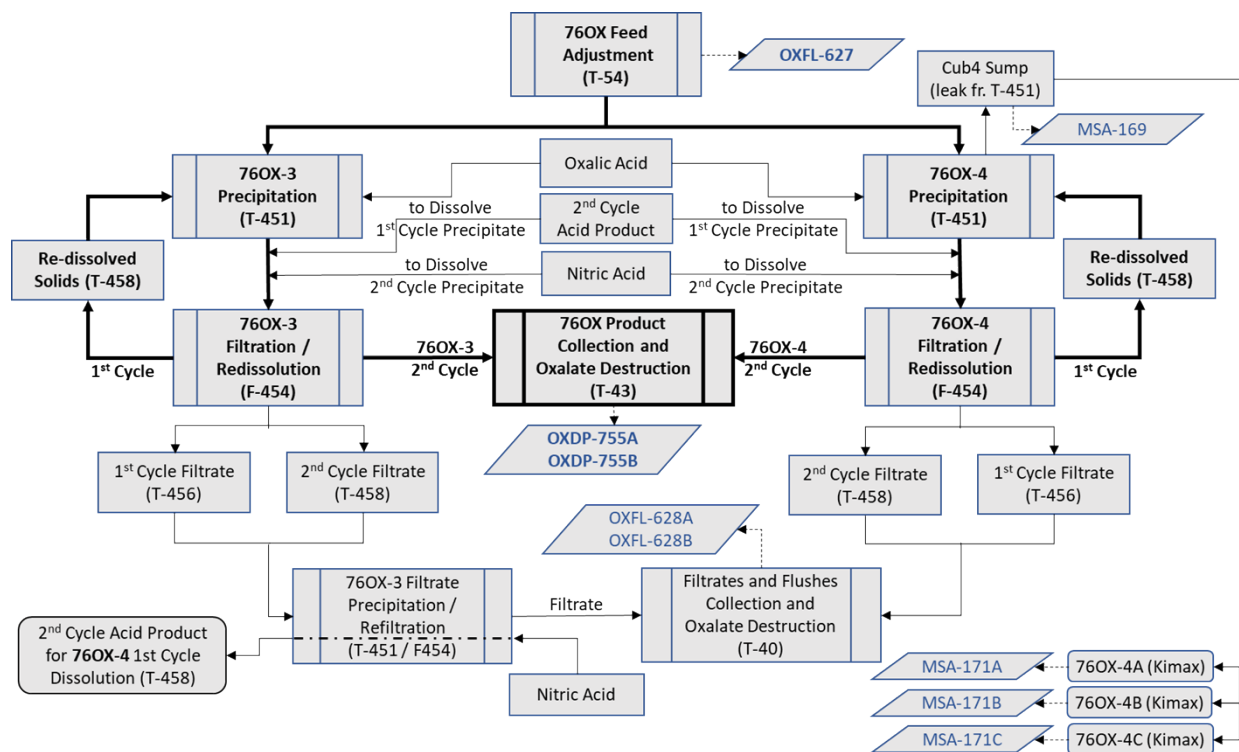 76OX Feed
Adjustment
(T-54)
OXFL-627
Cub4 Sump
(leak fr. T-451)
MSA-169
76OX-3
Precipitation
(T-451)
Oxalic Acid
76OX-4
Precipitation
(T-451)
to Dissolve
1st Cycle Precipitate
2nd Cycle
Acid Product
to Dissolve
1st Cycle Precipitate
Re-dissolved
Solids (T-458)
to Dissolve
2nd Cycle Precipitate
Nitric Acid
to Dissolve
2nd Cycle Precipitate
Re-dissolved
Solids (T-458)
1st Cycle
76OX-3
Filtration /
Redissolution
(F-454)
76OX-3
2nd Cycle
76OX Product
Collection and
Oxalate Destruction
(T-43)
76OX-4
2nd Cycle
76OX-4
Filtration /
Redissolution
(F-454)
1st Cycle
OXDP-755A
OXDP-755B
1st Cycle Filtrate
(T-456)
2nd Cycle Filtrate
(T-458)
2nd Cycle Filtrate
(T-458)
1st Cycle Filtrate
(T-456)
OXFL-628A
OXFL-628B
76OX-3 Filtrate
Precipitation /
Refiltration
(T-451 / F454)
Filtrate
Filtrates and Flushes
Collection and
Oxalate Destruction
(T-40)
2nd Cycle Acid Product
for 76OX-4 1st Cycle
Dissolution (T-458)
Nitric Acid
MSA-171A
76OX-4A (Kimax)
MSA-171B
76OX-4B (Kimax)
MSA-171C
76OX-4C (Kimax)